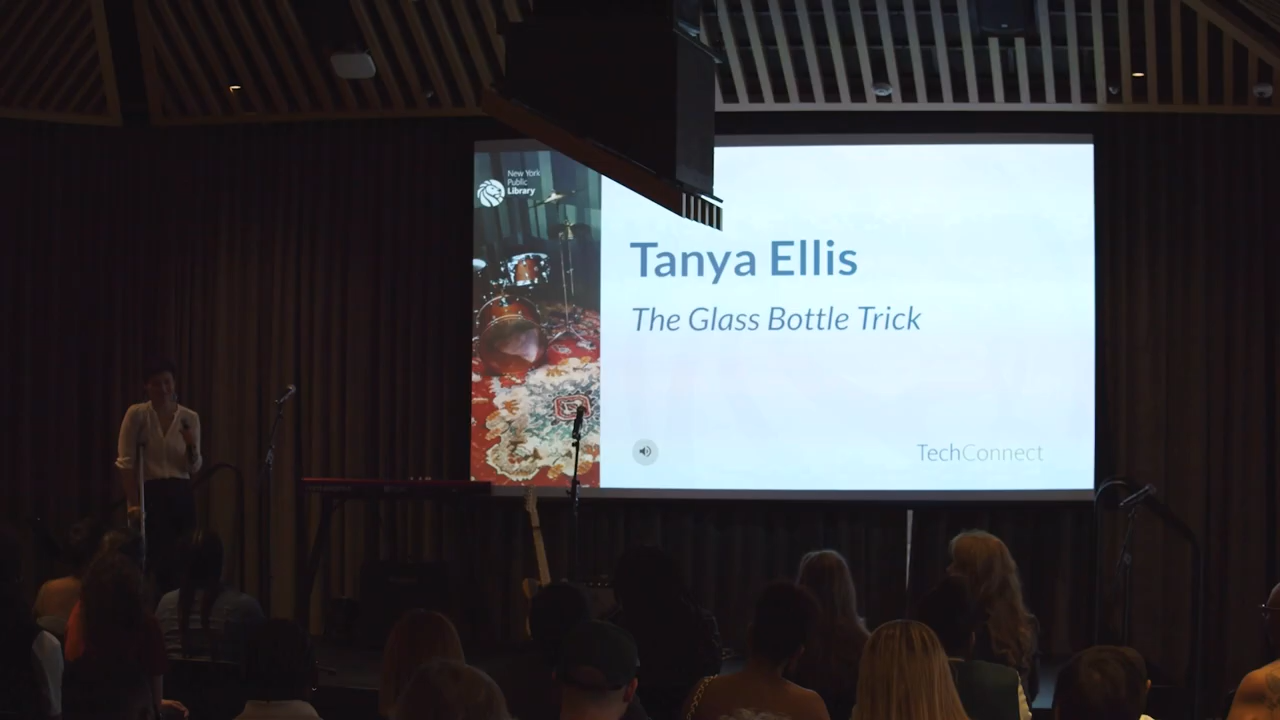 New York
Public
Library
Tanya Ellis
The Glass Bottle Trick
TechConnect